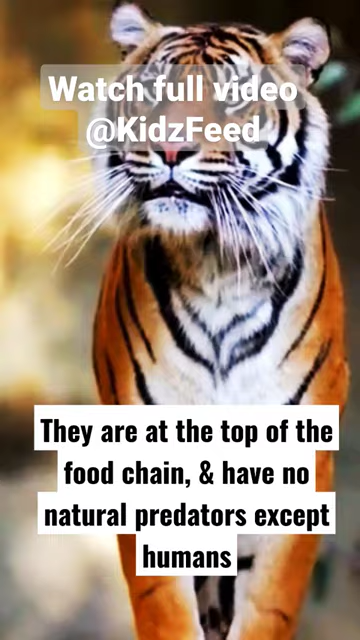 Watch full video
@KidzFeed
They are at the top of the
food chain, & have no
natural predators except
humans